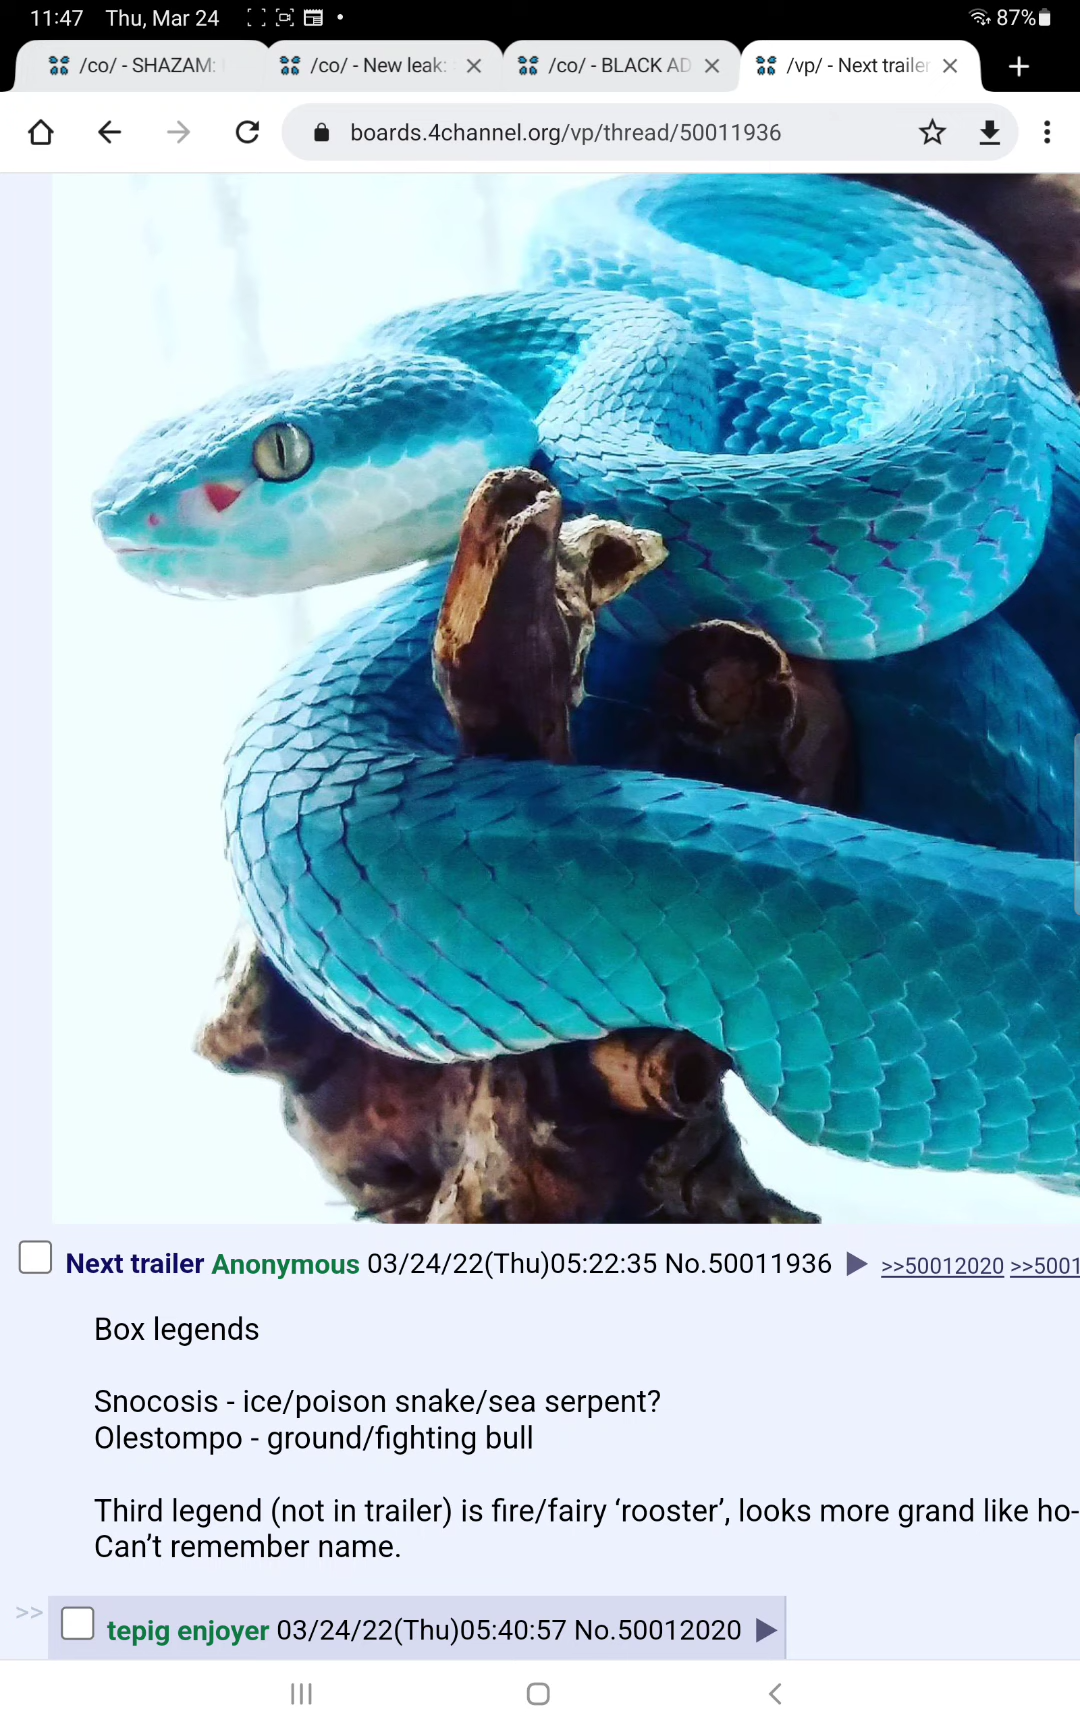 11:47 Thu, Mar 24 87%
/co/ - SHAZAM: /co/ - New leak: /co/ - BLACK AD /vp/ - Next trailer
boards.4channel.org/vp/thread/50011936
Next trailer Anonymous 03/24/22(Thu)05:22:35 No.50011936 ▶ >>50012020 >>5001
Box legends
Snocosis - ice/poison snake/sea serpent?
Olestompo - ground/fighting bull
Third legend (not in trailer) is fire/fairy ‘rooster’, looks more grand like ho-
Can’t remember name.
>> tepig enjoyer 03/24/22(Thu)05:40:57 No.50012020 ▶